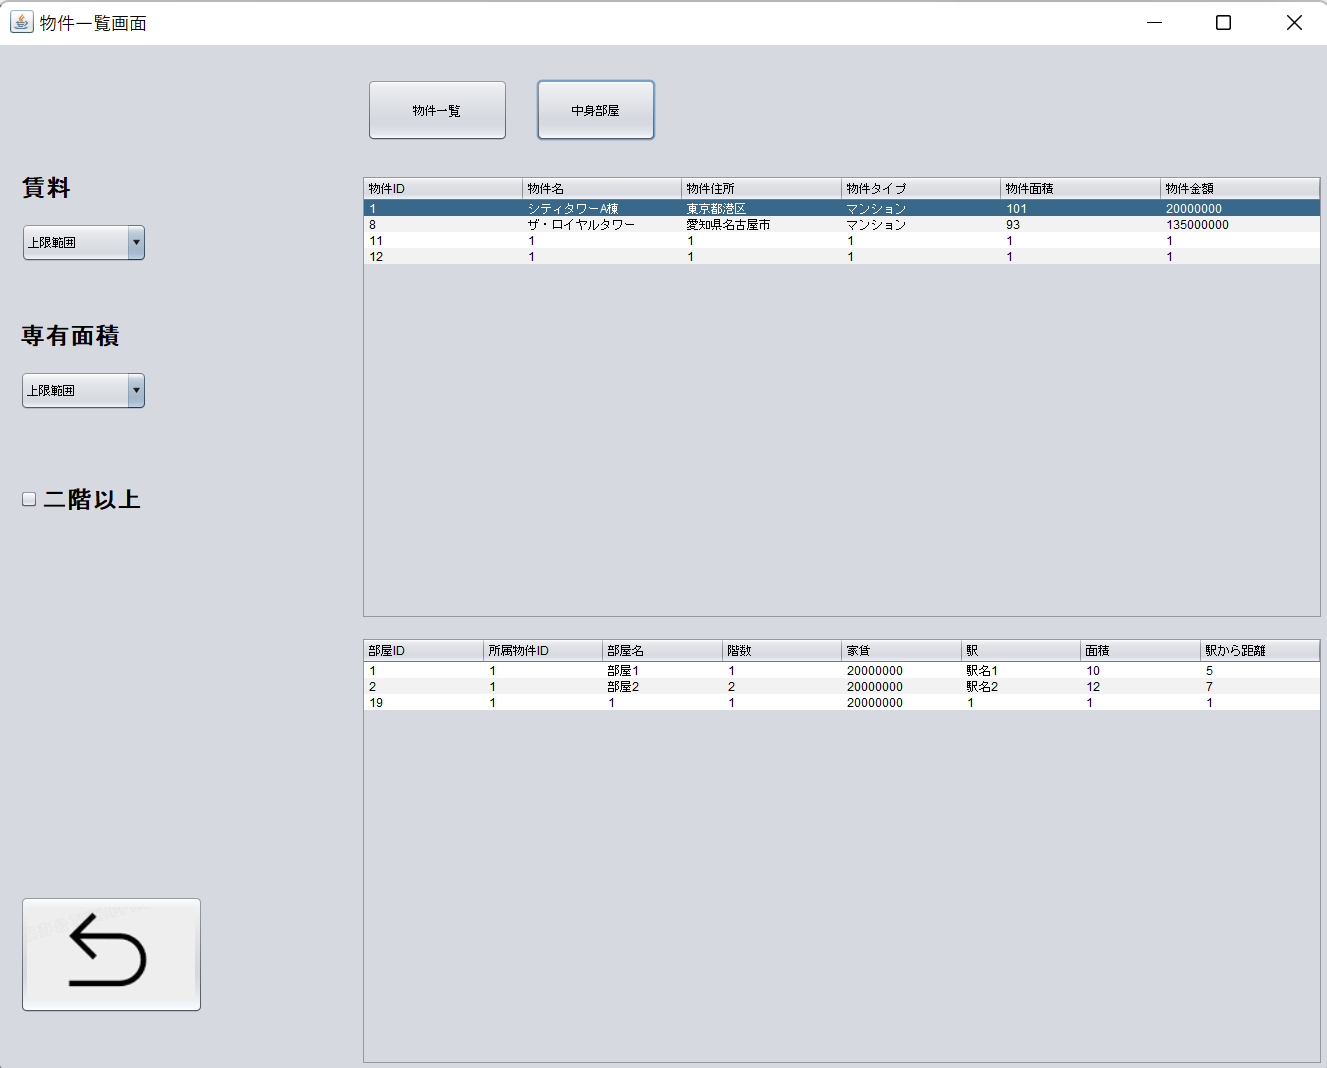 物件一覧画面
物件一覧
中身部屋
賃料
上限範囲
専有面積
上限範囲
二階以上
物件ID 物件名 物件住所 物件タイプ 物件面積 物件金額
1 シティタワーA棟 東京都港区 マンション 101 20000000
8 ザ・ロイヤルタワー 愛知県名古屋市 マンション 93 135000000
11 1 1 1 1 1
12 1 1 1 1 1
部屋ID 所属物件ID 部屋名 階数 家賃 駅 面積 駅から距離
1 1 部屋1 1 20000000 駅名1 10 5
2 1 部屋2 2 20000000 駅名2 12 7
19 1 1 1 20000000 1 1 1